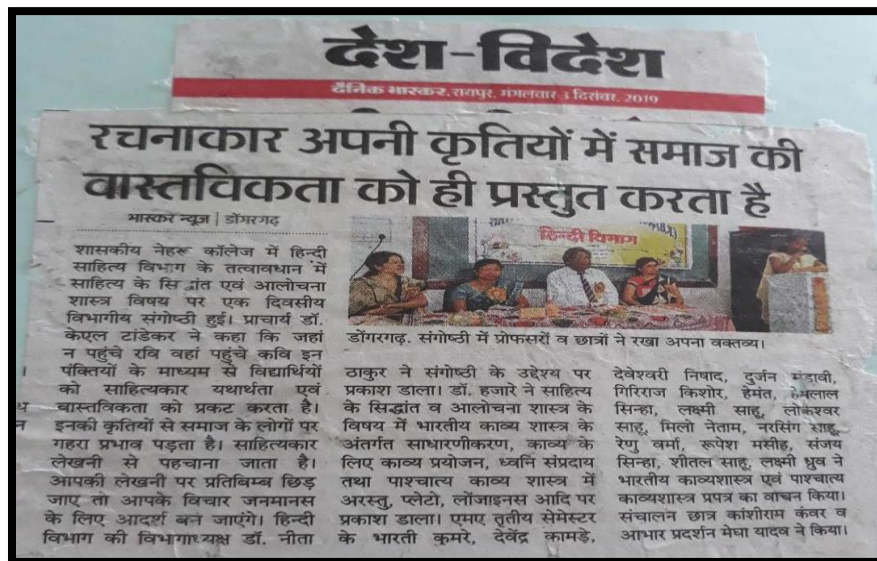 देश-विदेश
दैनिक भास्कर, रायपुर, मंगलवार 3 दिसंबर, 2019
रचनाकार अपनी कृतियों में समाज की
वास्तविकता को ही प्रस्तुत करता है
भास्कर न्यूज | डोंगरगढ़
शासकीय नेहरू कॉलेज में हिन्दी
साहित्य विभाग के तत्वावधान में
साहित्य के सिद्धांत एवं आलोचना
शास्त्र विषय पर एक दिवसीय
विभागीय संगोष्ठी हुई। प्राचार्य डॉ.
केएल टांडेकर ने कहा कि जहां
न पहुंचे रवि वहां पहुंचे कवि इन
पंक्तियों के माध्यम से विद्यार्थियों
को साहित्यकार यथार्थता एवं
वास्तविकता को प्रकट करता है।
इनकी कृतियों से समाज के लोगों पर
गहरा प्रभाव पड़ता है। साहित्यकार
लेखनी से पहचाना जाता है।
आपकी लेखनी पर प्रतिबिम्ब छिड़
जाए तो आपके विचार जनमानस
के लिए आदर्श बन जाएंगे। हिन्दी
विभाग की विभागाध्यक्ष डॉ. नीता
हिन्दी विभाग
डोंगरगढ़. संगोष्ठी में प्रोफसरों व छात्रों ने रखा अपना वक्तव्य।
ठाकुर ने संगोष्ठी के उद्देश्य पर
प्रकाश डाला। डॉ. हजारे ने साहित्य
के सिद्धांत व आलोचना शास्त्र के
विषय में भारतीय काव्य शास्त्र के
अंतर्गत साधारणीकरण, काव्य के
लिए काव्य प्रयोजन, ध्वनि संप्रदाय
तथा पाश्चात्य काव्य शास्त्र में
अरस्तु, प्लेटो, लोंजाइनस आदि पर
प्रकाश डाला। एमए तृतीय सेमेस्टर
के भारती कुमरे, देवेंद्र कामड़े,
देवेश्वरी निषाद, दुर्जन मंडावी,
गिरिराज किशोर, हेमंत, हेमलाल
सिन्हा, लक्ष्मी साहू, लोकेश्वर
साहू, मिलो नेताम, नरसिंग साहू,
रेणु वर्मा, रूपेश मसीह, संजय
सिन्हा, शीतल साहू, लक्ष्मी ध्रुव ने
भारतीय काव्यशास्त्र एवं पाश्चात्य
काव्यशास्त्र प्रपत्र का वाचन किया।
संचालन छात्र कांशीराम कंवर व
आभार प्रदर्शन मेघा यादव ने किया।